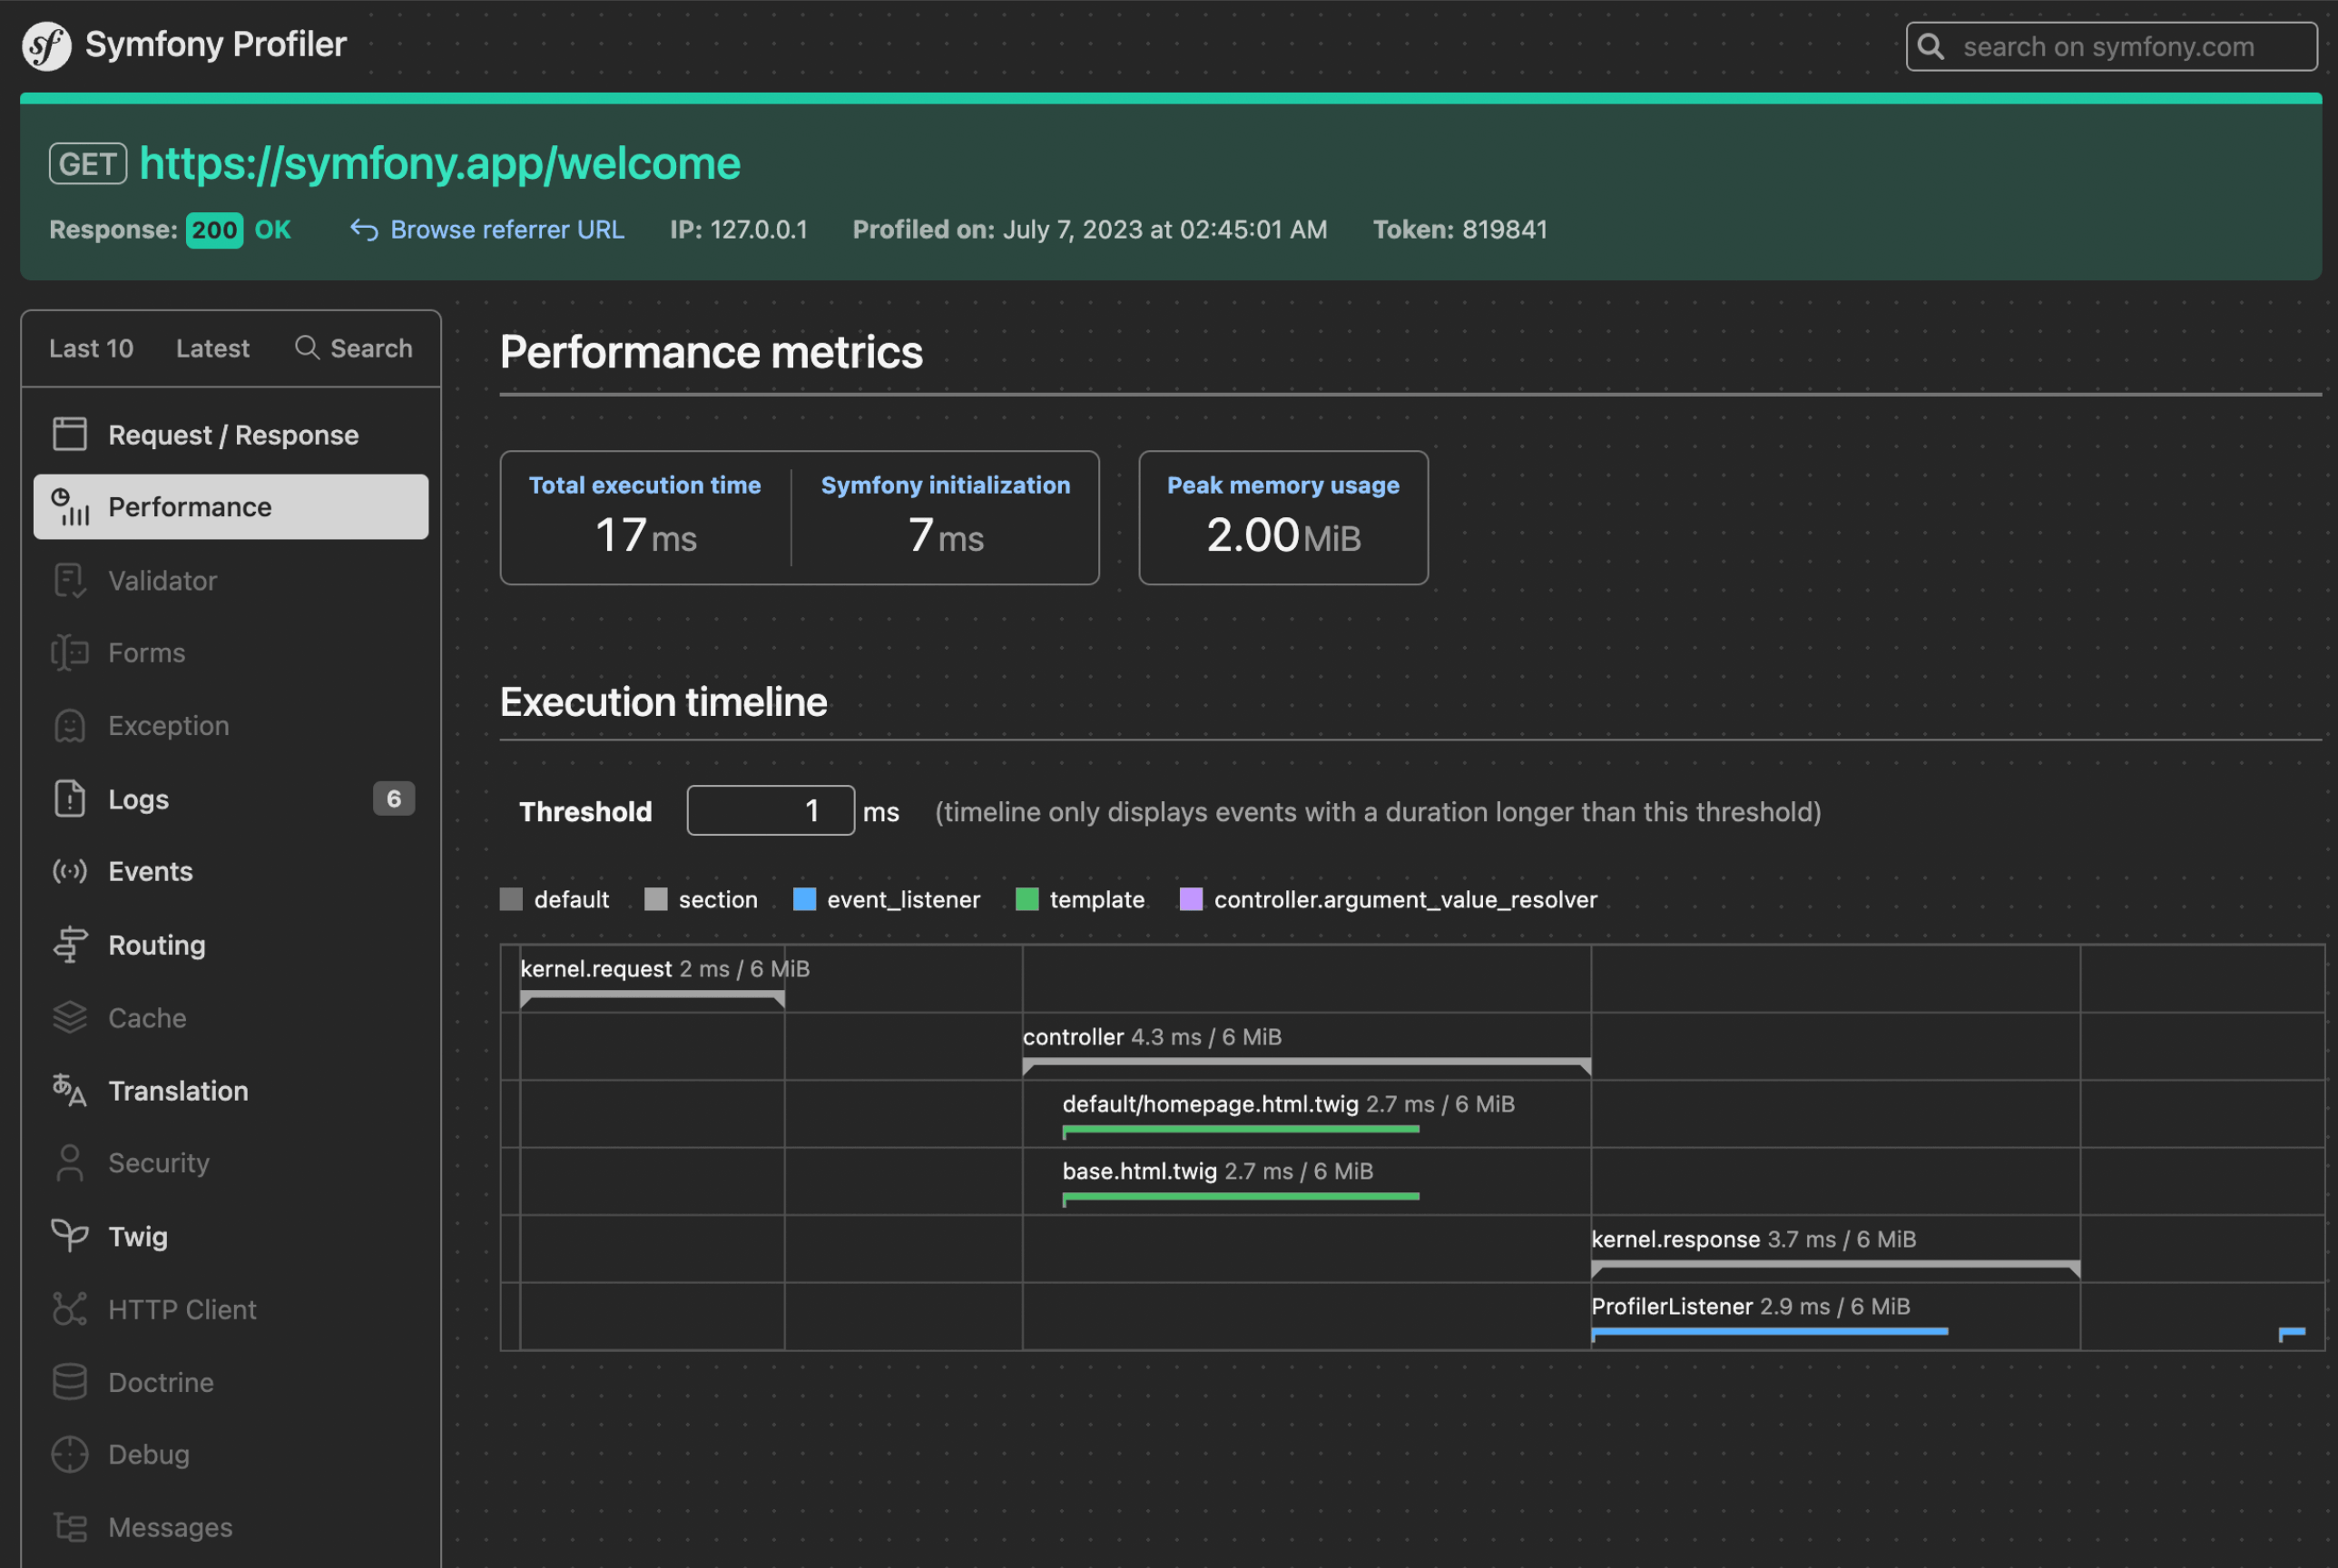 Symfony Profiler
search on symfony.com
GET https://symfony.app/welcome
Response: 200 OK Browse referrer URL IP: 127.0.0.1 Profiled on: July 7, 2023 at 02:45:01 AM Token: 819841
Last 10 Latest Search
Request / Response
Performance
Validator
Forms
Exception
Logs 6
Events
Routing
Cache
Translation
Security
Twig
HTTP Client
Doctrine
Debug
Messages
Performance metrics
Total execution time Symfony initialization Peak memory usage
17 ms 7 ms 2.00 MiB
Execution timeline
Threshold 1 ms (timeline only displays events with a duration longer than this threshold)
default section event_listener template controller.argument_value_resolver
kernel.request 2 ms / 6 MiB
controller 4.3 ms / 6 MiB
default/homepage.html.twig 2.7 ms / 6 MiB
base.html.twig 2.7 ms / 6 MiB
kernel.response 3.7 ms / 6 MiB
ProfilerListener 2.9 ms / 6 MiB